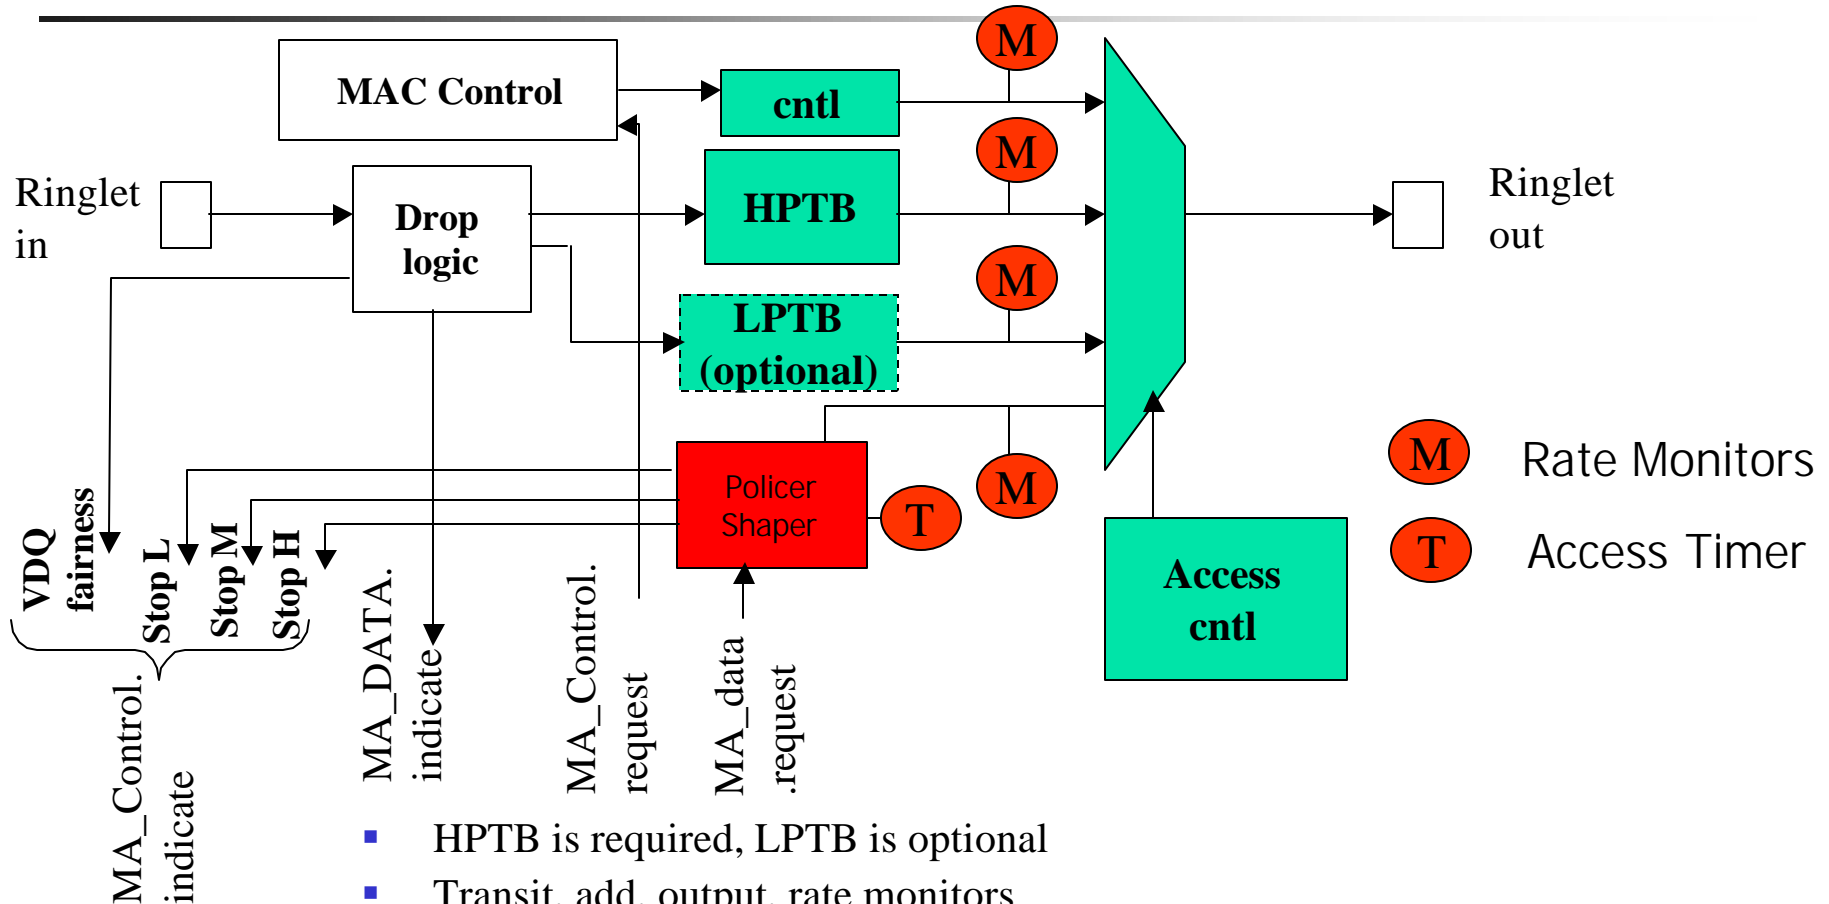 M
MAC Control
cntl
M
Ringlet
in
Drop
logic
HPTB
Ringlet
out
M
LPTB
(optional)
M
Rate Monitors
Policer
Shaper
M
T
T
Access Timer
VDQ
fairness
Stop L
Stop M
Stop H
Access
cntl
MA_DATA.
indicate
MA_Control.
request
MA_data
.request
MA_Control.
indicate
HPTB is required, LPTB is optional
Transit, add, output, rate monitors